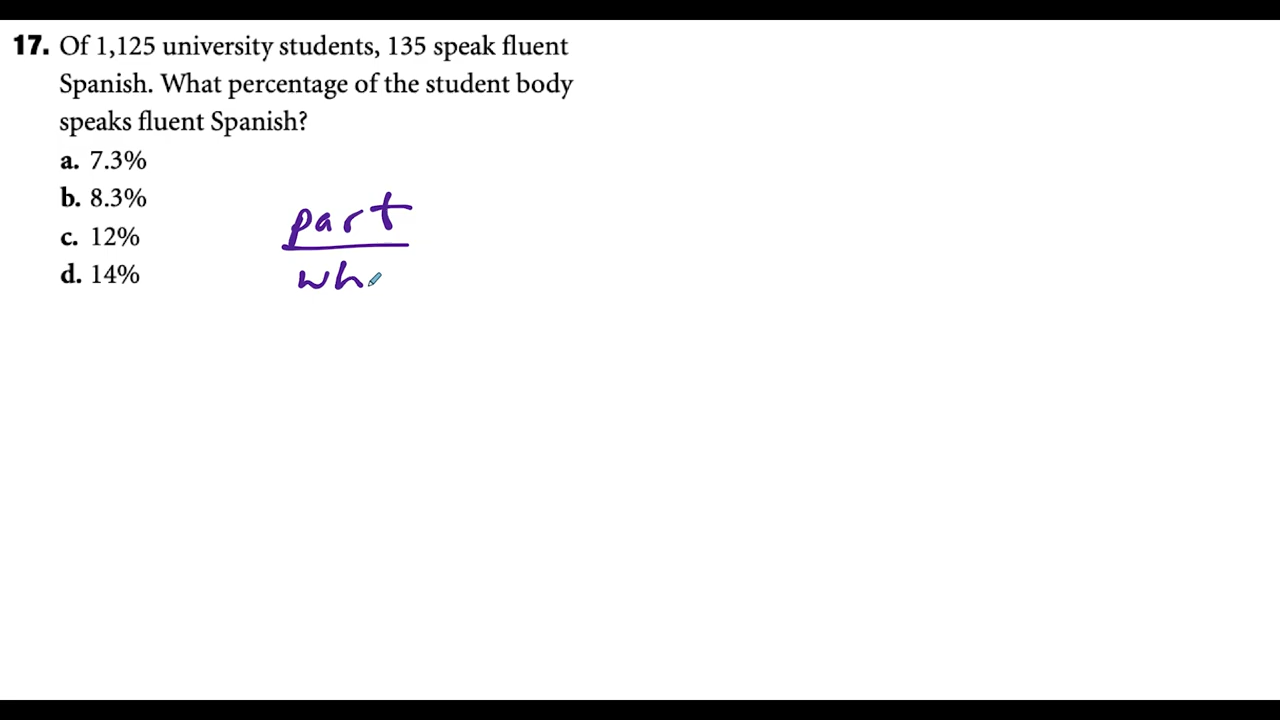 17. Of 1,125 university students, 135 speak fluent
Spanish. What percentage of the student body
speaks fluent Spanish?
a. 7.3%
b. 8.3%
c. 12%
d. 14%
part
wh